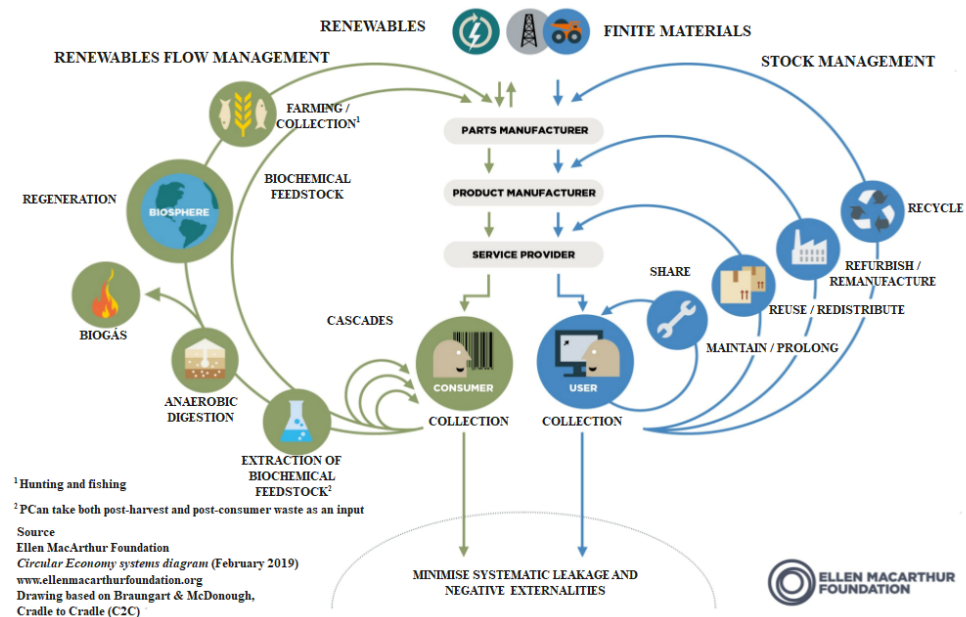 RENEWABLES
FINITE MATERIALS
RENEWABLES FLOW MANAGEMENT
STOCK MANAGEMENT
FARMING /
COLLECTION¹
PARTS MANUFACTURER
BIOCHEMICAL
FEEDSTOCK
PRODUCT MANUFACTURER
REGENERATION
BIOSPHERE
RECYCLE
SERVICE PROVIDER
SHARE
REFURBISH /
REMANUFACTURE
REUSE / REDISTRIBUTE
BIOGÁS
CASCADES
MAINTAIN / PROLONG
CONSUMER
USER
ANAEROBIC
DIGESTION
COLLECTION
COLLECTION
EXTRACTION OF
BIOCHEMICAL
FEEDSTOCK²
¹ Hunting and fishing
² PCan take both post-harvest and post-consumer waste as an input
Source
Ellen MacArthur Foundation
Circular Economy systems diagram (February 2019)
www.ellenmacarthurfoundation.org
Drawing based on Braungart & McDonough,
Cradle to Cradle (C2C)
MINIMISE SYSTEMATIC LEAKAGE AND
NEGATIVE EXTERNALITIES
ELLEN MACARTHUR
FOUNDATION